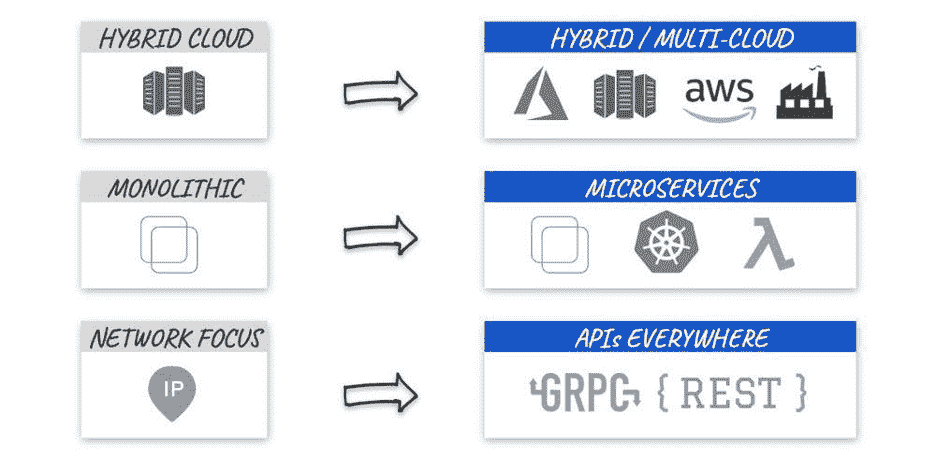 HYBRID CLOUD
HYBRID / MULTI-CLOUD
aws
MONOLITHIC
MICROSERVICES
λ
NETWORK FOCUS
APIs EVERYWHERE
IP
GRPC { REST }